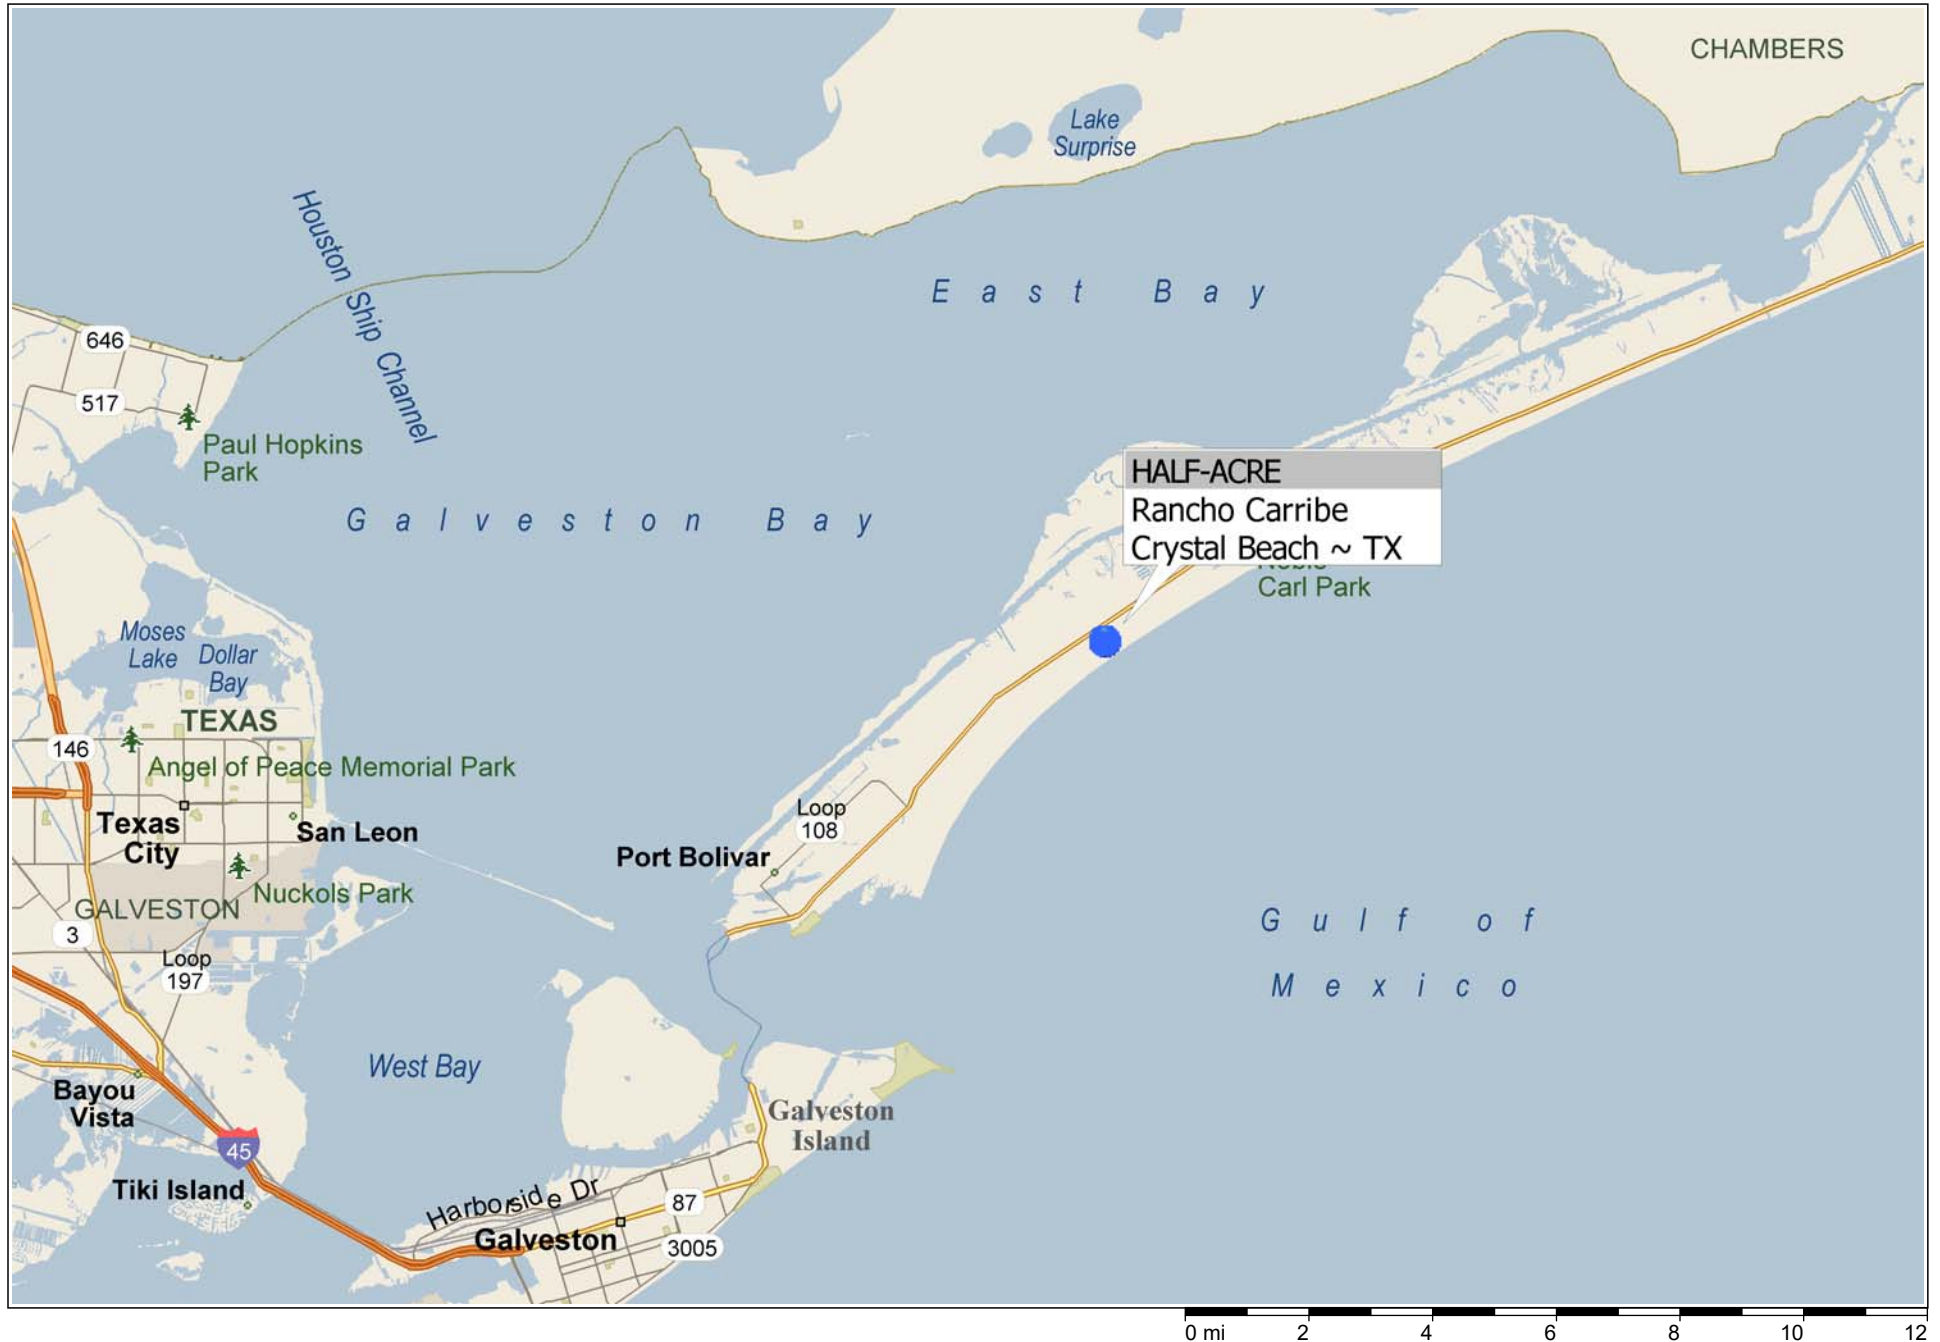 CHAMBERS
Lake
Surprise
Houston Ship Channel
East Bay
646
517
Paul Hopkins
Park
HALF-ACRE
Rancho Carribe
Crystal Beach ~ TX
Carl Park
Galveston Bay
Moses
Lake
Dollar
Bay
TEXAS
146
Angel of Peace Memorial Park
Texas
City
San Leon
Loop
108
Port Bolivar
Nuckols Park
GALVESTON
3
Loop
197
Gulf of
Mexico
West Bay
Bayou
Vista
Galveston
Island
45
Tiki Island
Harborside Dr
87
Galveston
3005
0 mi 2 4 6 8 10 12